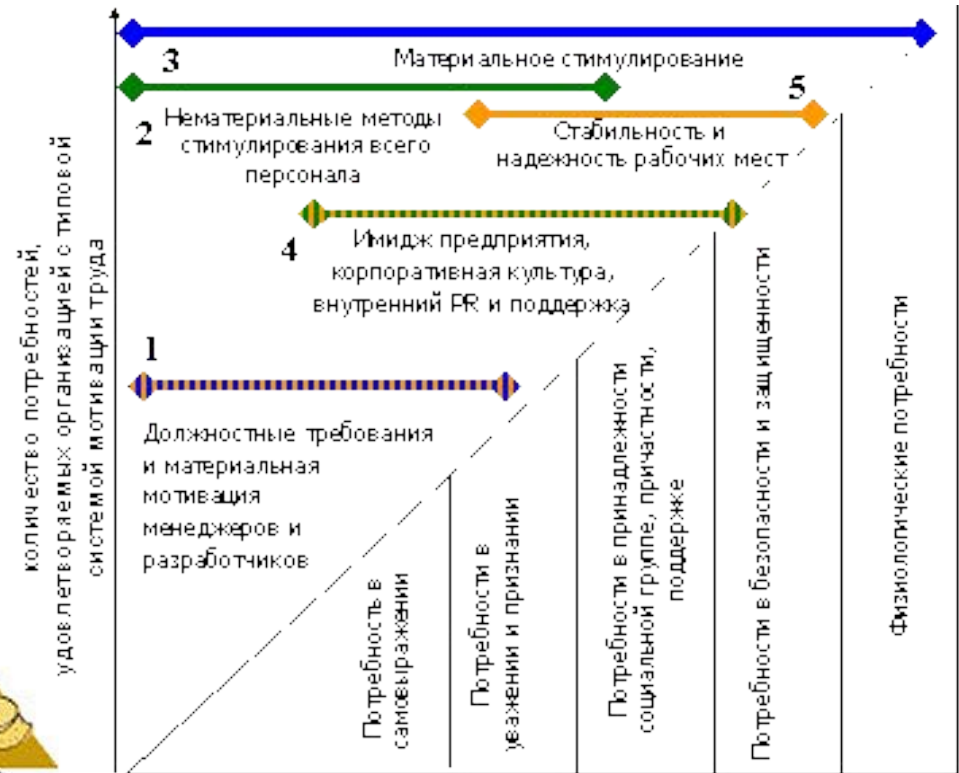 Материальное стимулирование
3
2
Нематериальные методы
стимулирования всего
персонала
5
Стабильность и
надежность рабочих мест
4
Имидж предприятия,
корпоративная культура,
внутренний PR и поддержка
1
Должностные требования
и материальная
мотивация
менеджеров и
разработчиков
количество потребностей,
удовлетворяемых организацией с типовой
системой мотивации труда
Потребность в
самовыражении
Потребности в
уважении и признании
Потребности в принадлежности
социальной группе, причастности,
поддержке
Потребности в безопасности и защищенности
Физиологические потребности